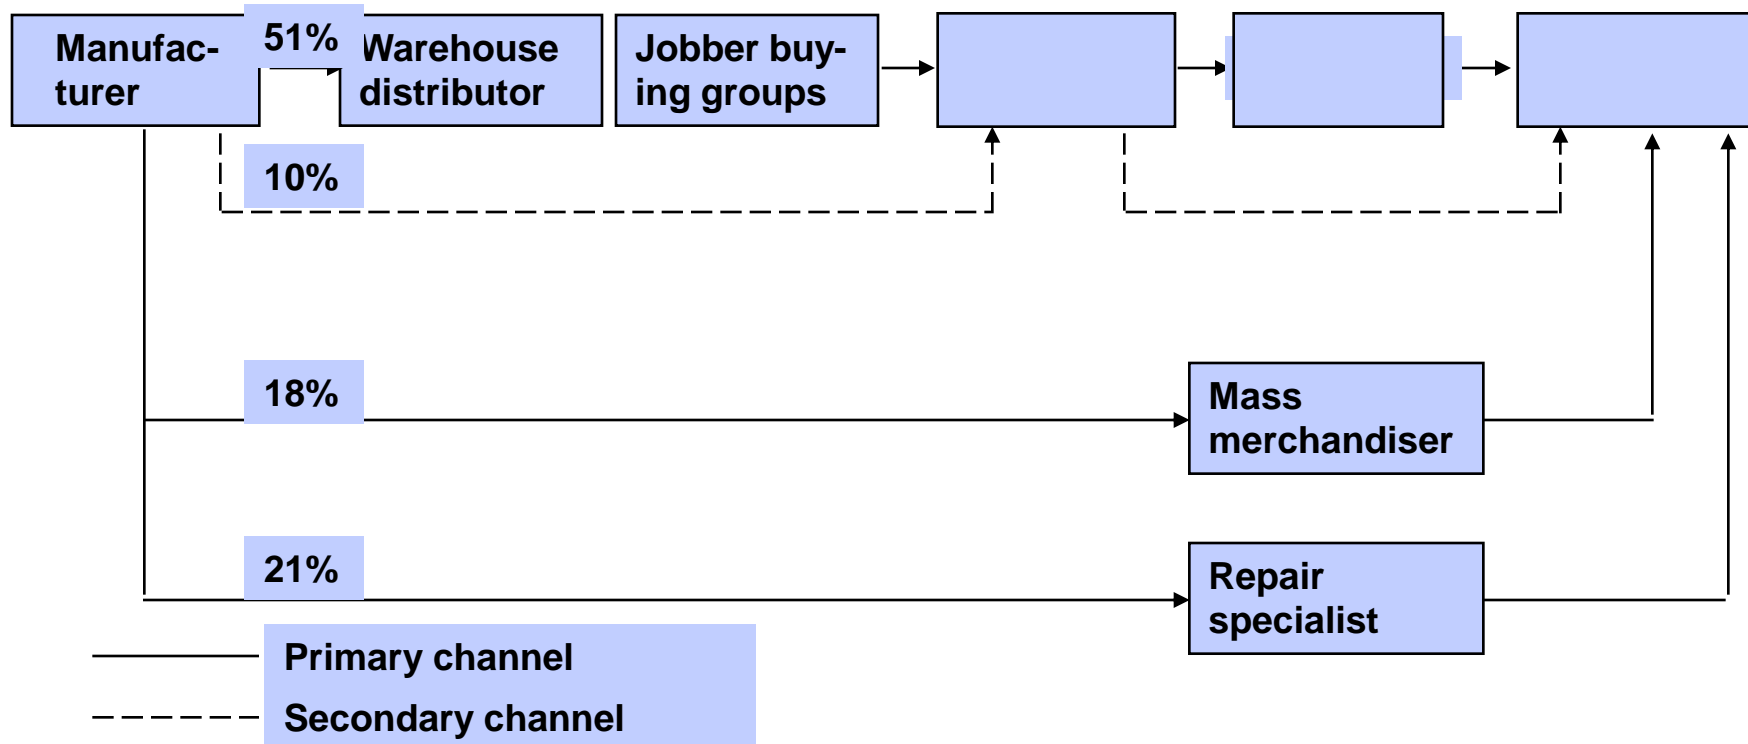 Manufac-
turer
51%
Warehouse
distributor
Jobber buy-
ing groups
10%
18%
Mass
merchandiser
21%
Repair
specialist
Primary channel
Secondary channel